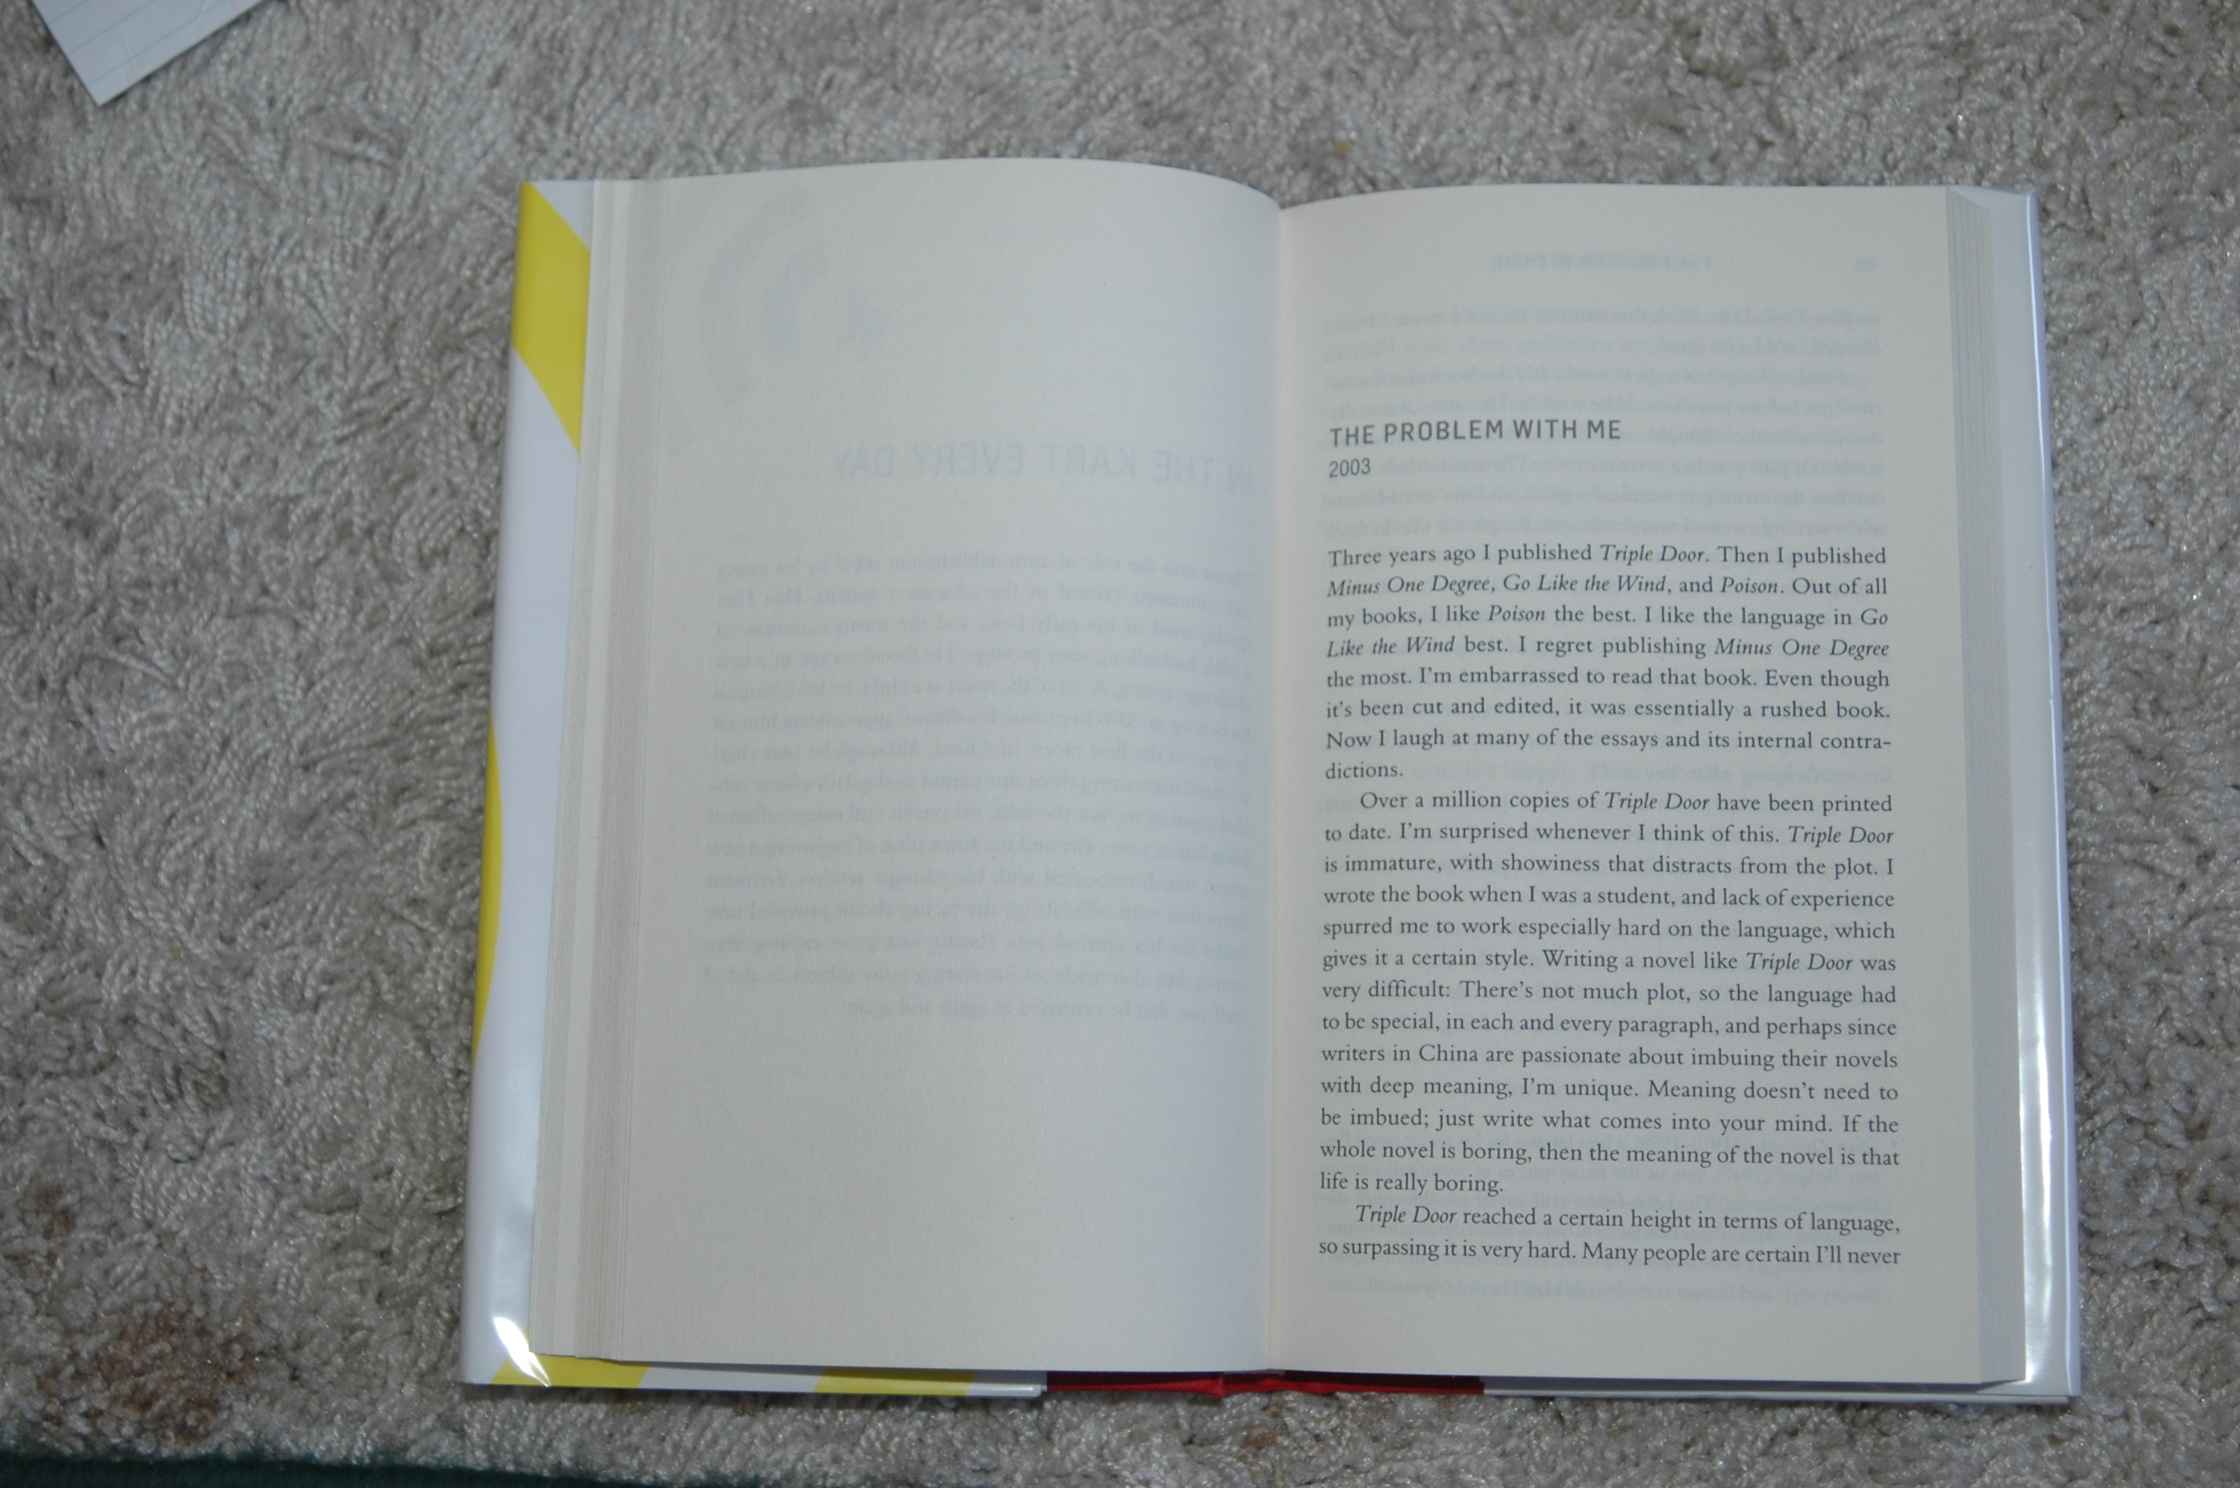 THE PROBLEM WITH ME
2003
Three years ago I published Triple Door. Then I published
Minus One Degree, Go Like the Wind, and Poison. Out of all
my books, I like Poison the best. I like the language in Go
Like the Wind best. I regret publishing Minus One Degree
the most. I'm embarrassed to read that book. Even though
it's been cut and edited, it was essentially a rushed book.
Now I laugh at many of the essays and its internal contra-
dictions.
Over a million copies of Triple Door have been printed
to date. I'm surprised whenever I think of this. Triple Door
is immature, with showiness that distracts from the plot. I
wrote the book when I was a student, and lack of experience
spurred me to work especially hard on the language, which
gives it a certain style. Writing a novel like Triple Door was
very difficult: There's not much plot, so the language had
to be special, in each and every paragraph, and perhaps since
writers in China are passionate about imbuing their novels
with deep meaning, I'm unique. Meaning doesn't need to
be imbued; just write what comes into your mind. If the
whole novel is boring, then the meaning of the novel is that
life is really boring.
Triple Door reached a certain height in terms of language,
so surpassing it is very hard. Many people are certain I'll never
IN THE KART EVERY DAY